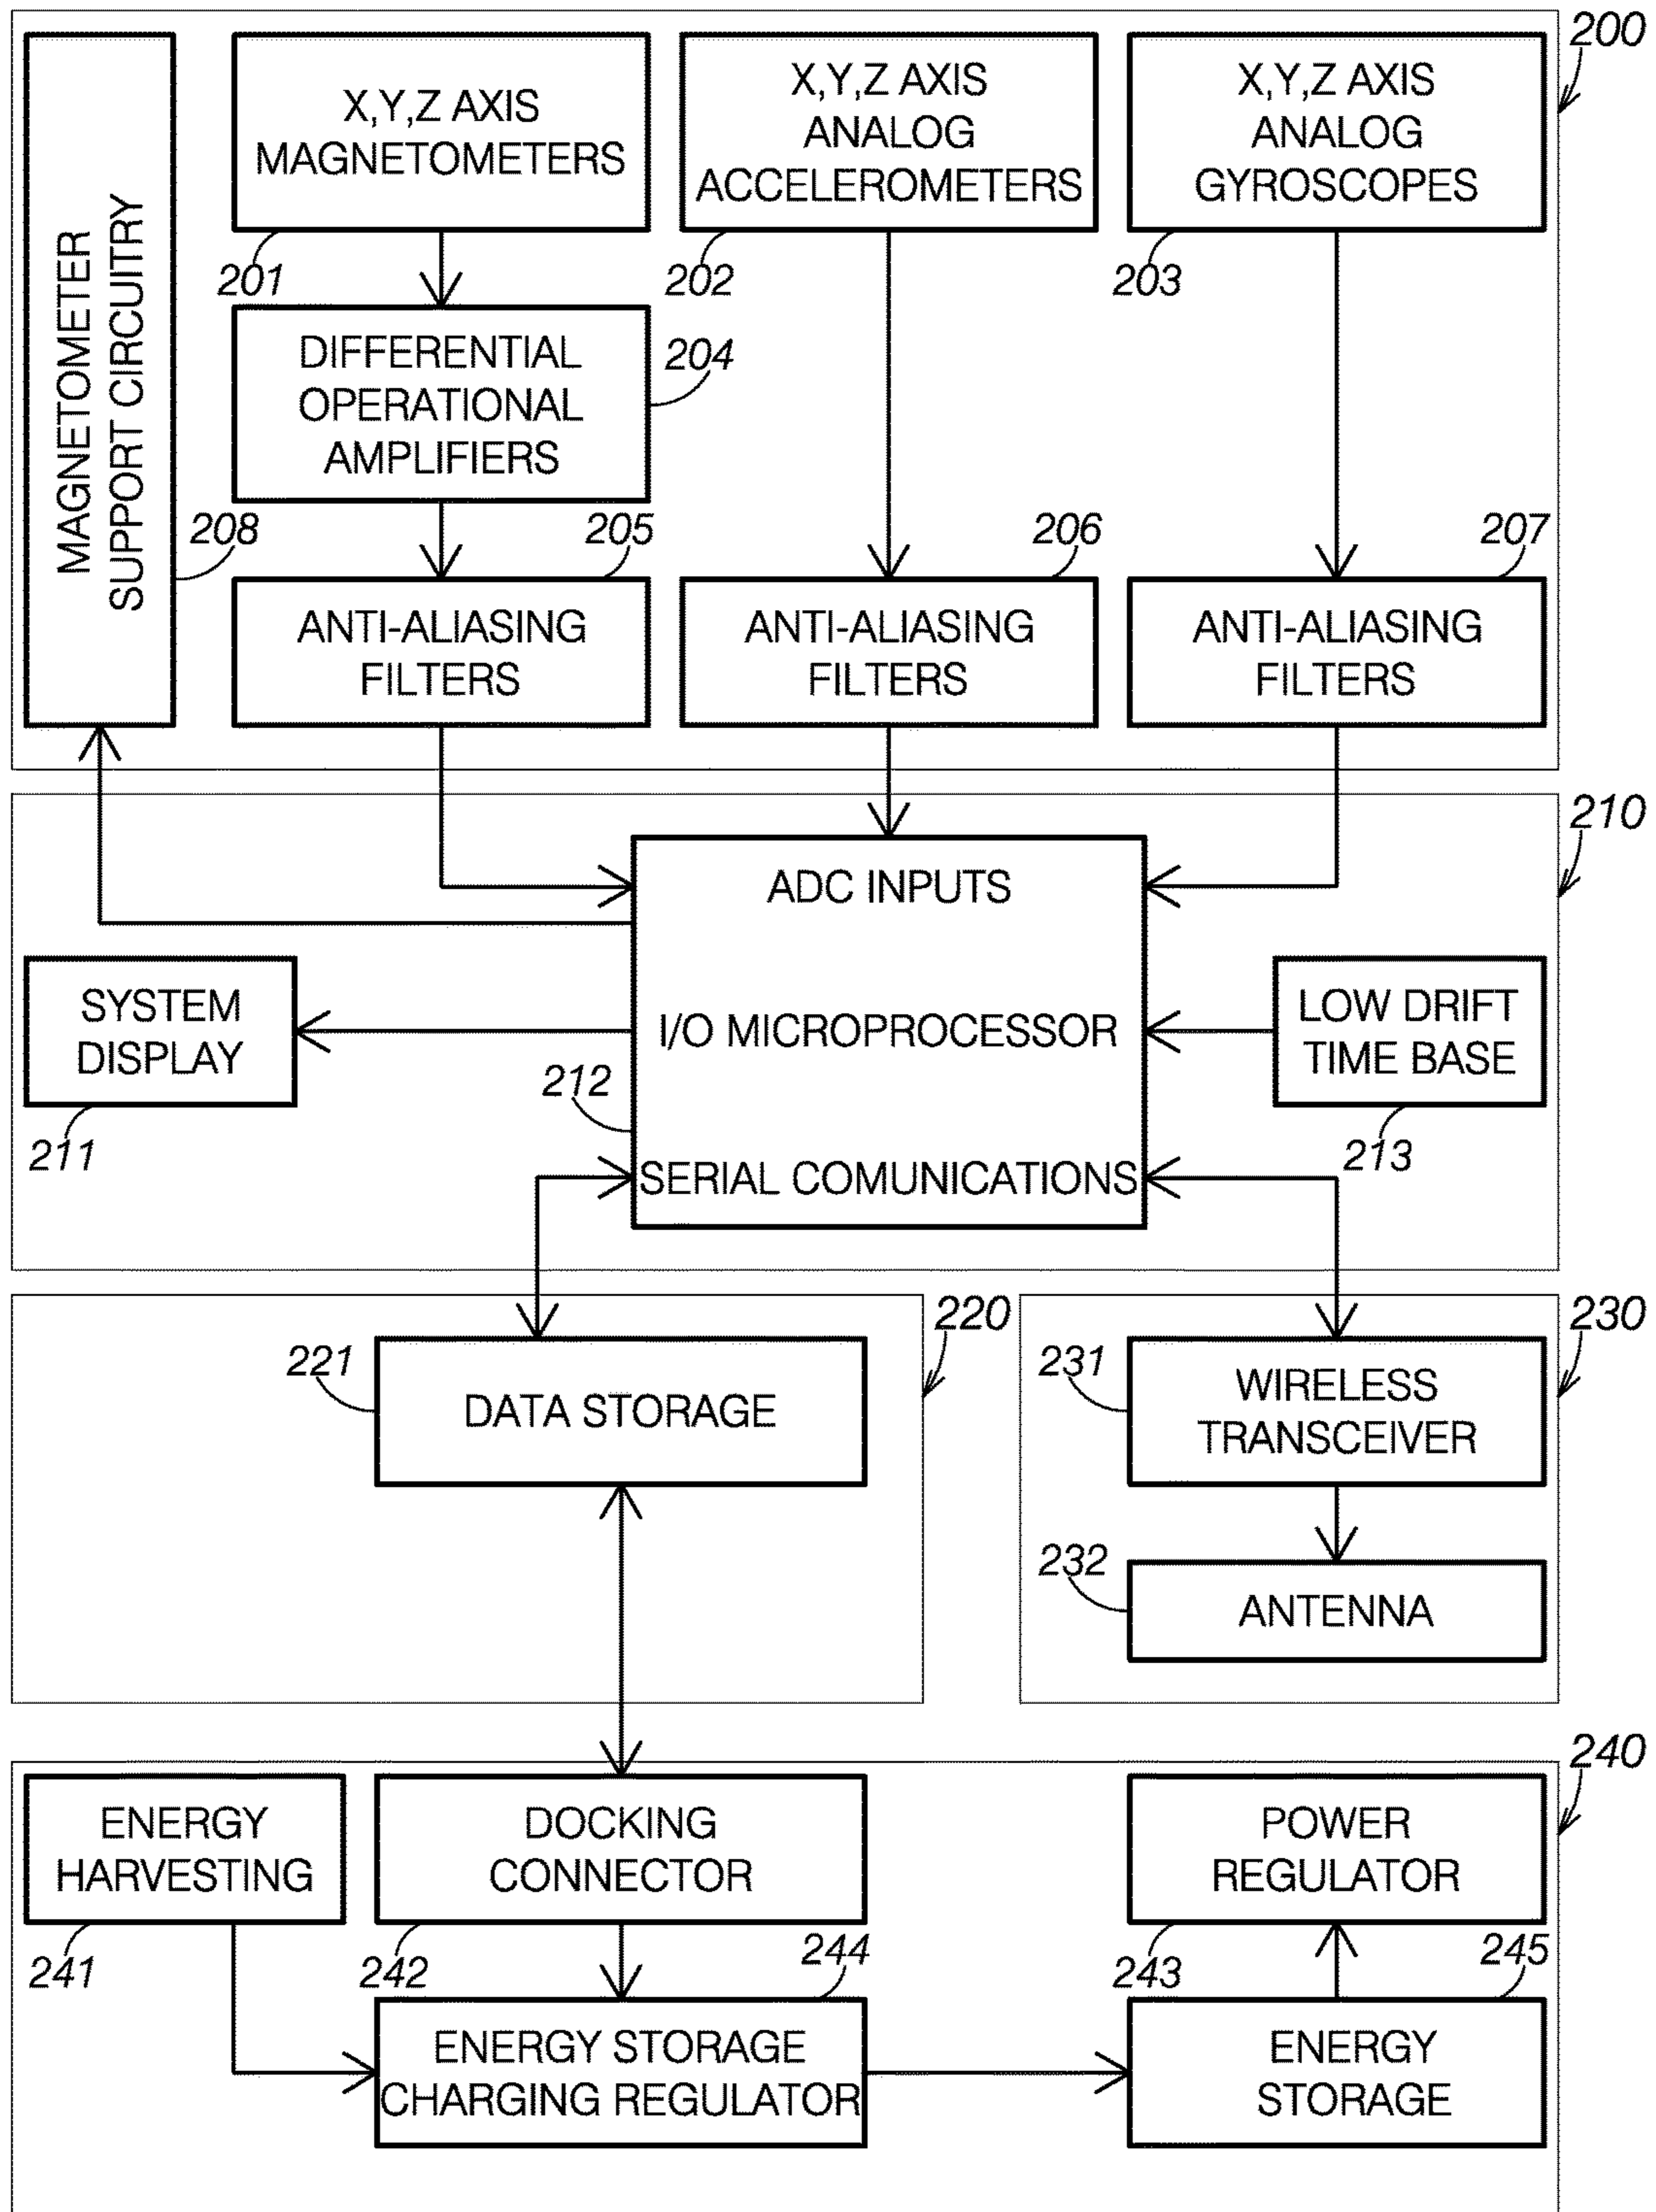 200
MAGNETOMETER
SUPPORT CIRCUITRY
208
X,Y,Z AXIS
MAGNETOMETERS
201
X,Y,Z AXIS
ANALOG
ACCELEROMETERS
202
X,Y,Z AXIS
ANALOG
GYROSCOPES
203
DIFFERENTIAL
OPERATIONAL
AMPLIFIERS
204
205
ANTI-ALIASING
FILTERS
206
ANTI-ALIASING
FILTERS
207
ANTI-ALIASING
FILTERS
210
ADC INPUTS
I/O MICROPROCESSOR
SERIAL COMUNICATIONS
212
SYSTEM
DISPLAY
211
LOW DRIFT
TIME BASE
213
220
221
DATA STORAGE
230
231
WIRELESS
TRANSCEIVER
232
ANTENNA
240
ENERGY
HARVESTING
241
DOCKING
CONNECTOR
242
POWER
REGULATOR
243
244
ENERGY STORAGE
CHARGING REGULATOR
245
ENERGY
STORAGE